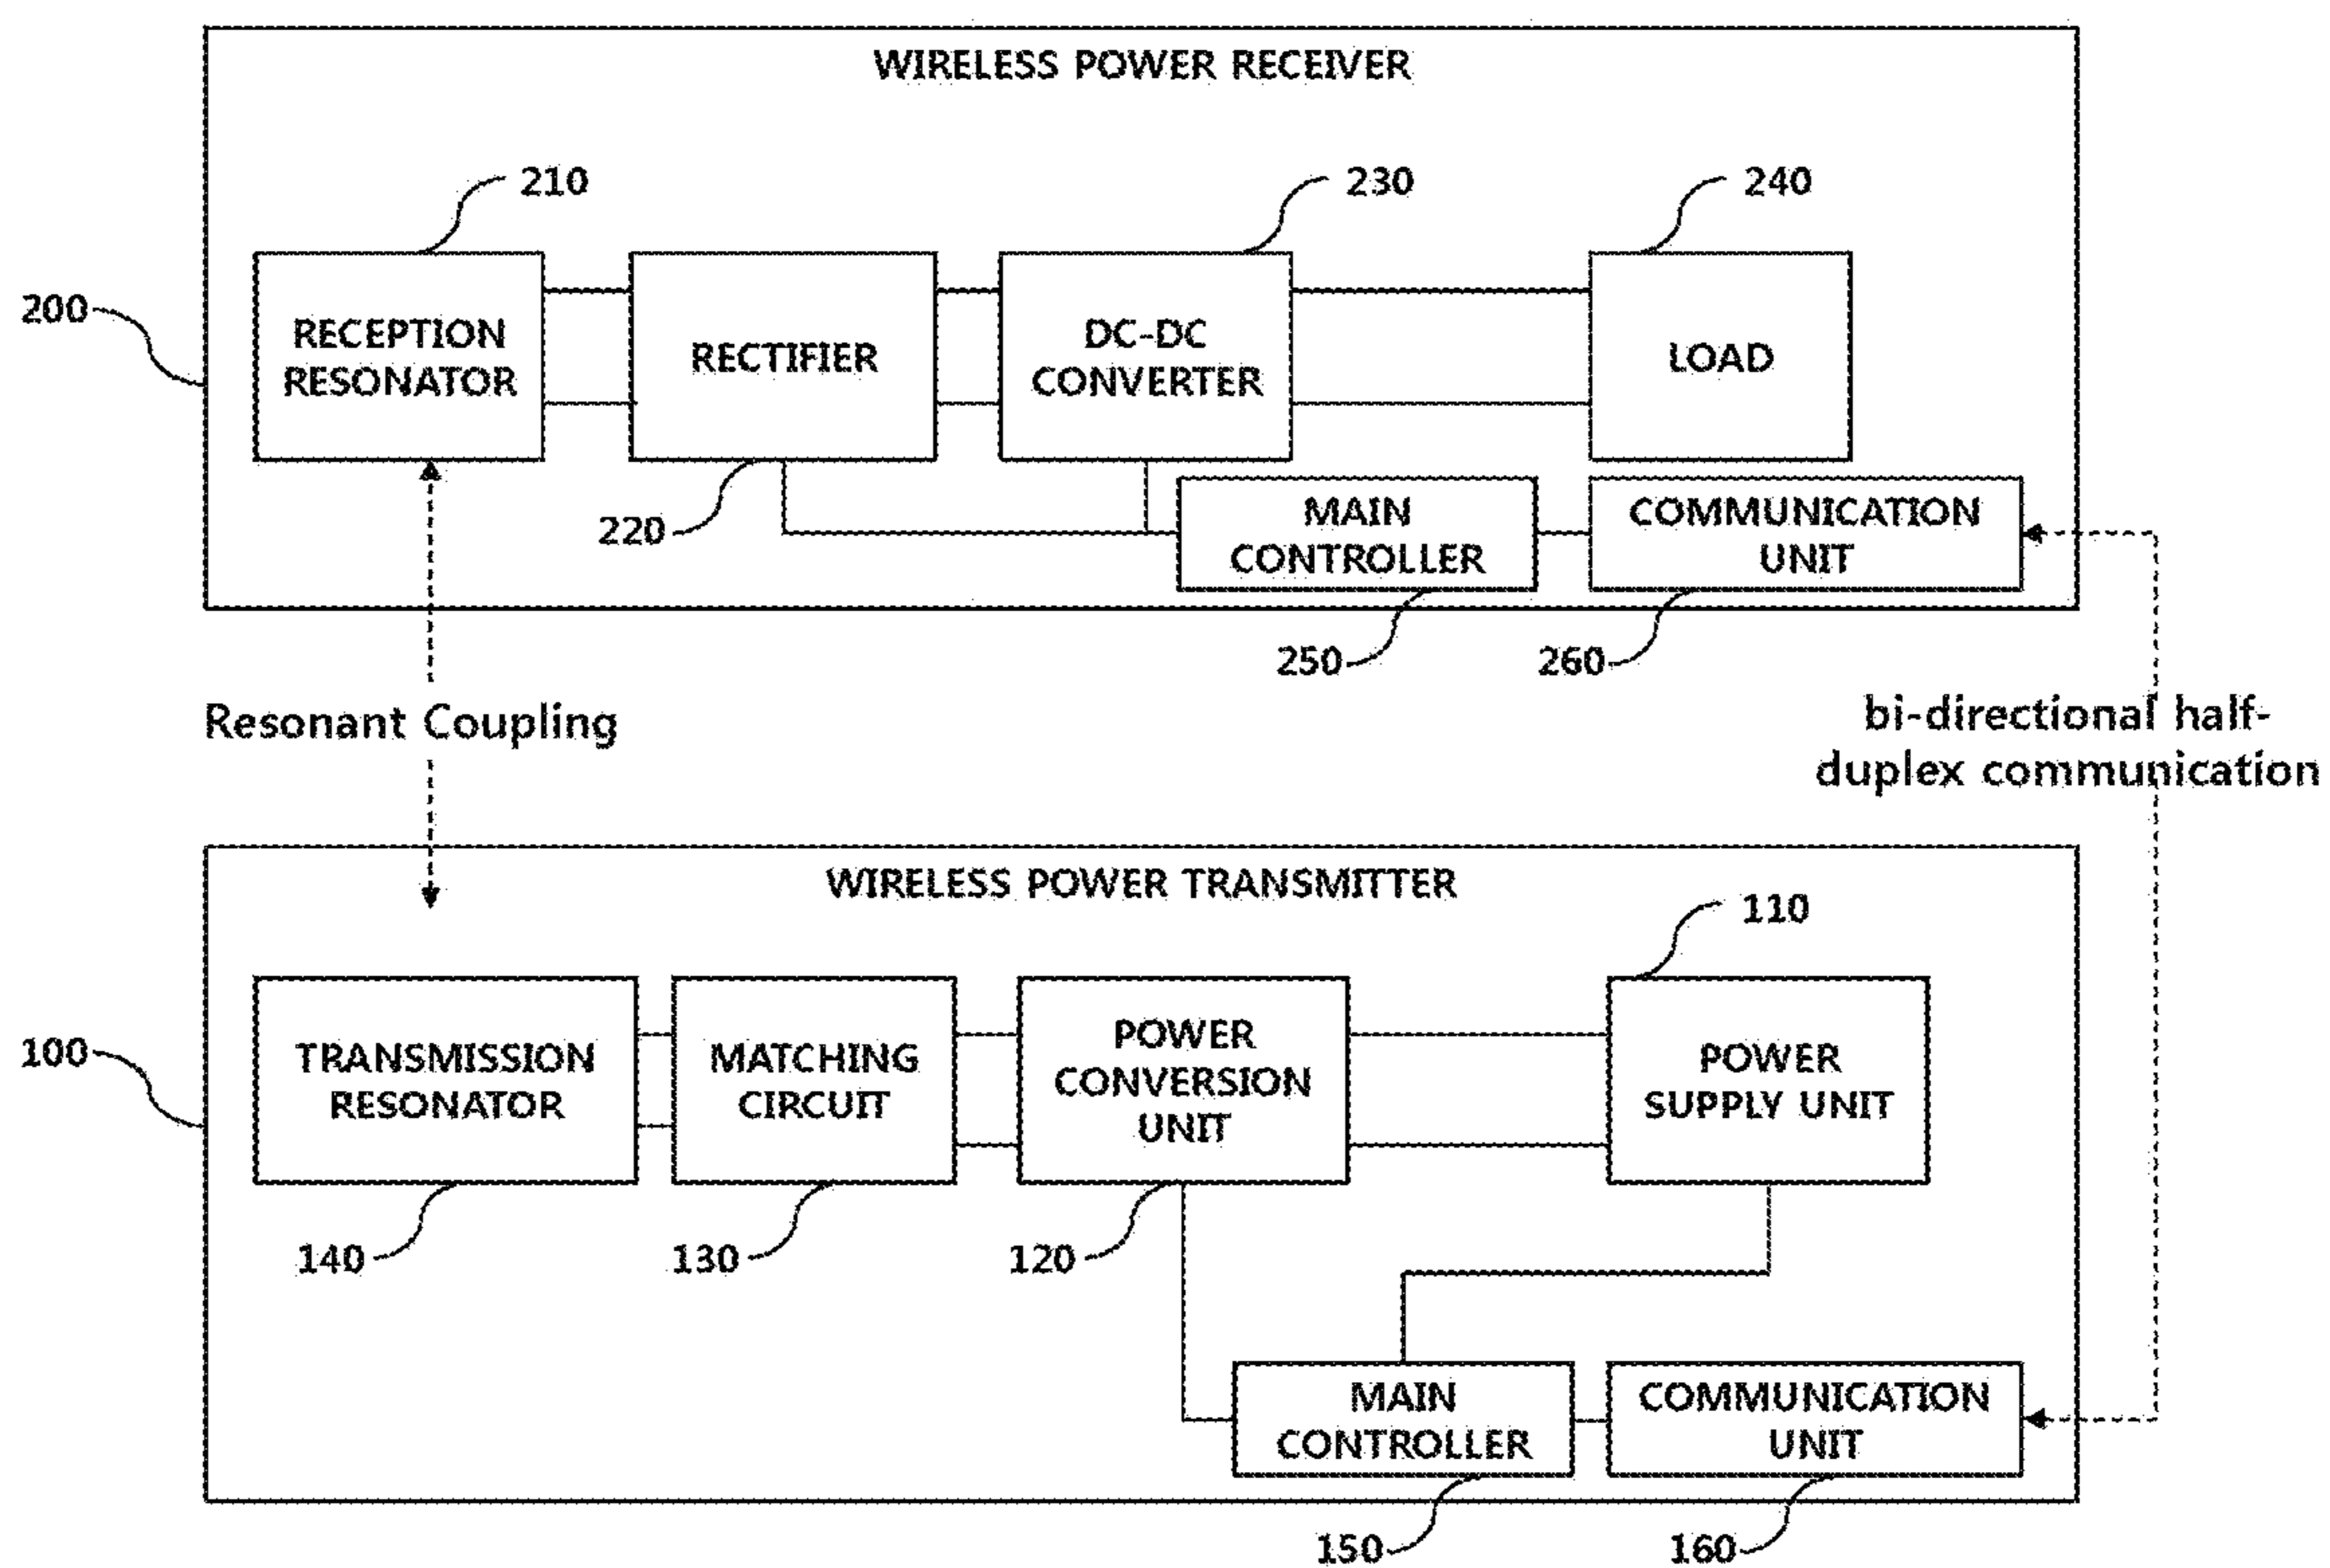 WIRELESS POWER RECEIVER
210
230
240
200
RECEPTION
RESONATOR
RECTIFIER
DC-DC
CONVERTER
LOAD
220
MAIN
CONTROLLER
COMMUNICATION
UNIT
250
260
Resonant Coupling
bi-directional half-
duplex communication
WIRELESS POWER TRANSMITTER
110
100
TRANSMISSION
RESONATOR
MATCHING
CIRCUIT
POWER
CONVERSION
UNIT
POWER
SUPPLY UNIT
140
130
120
MAIN
CONTROLLER
COMMUNICATION
UNIT
150
160